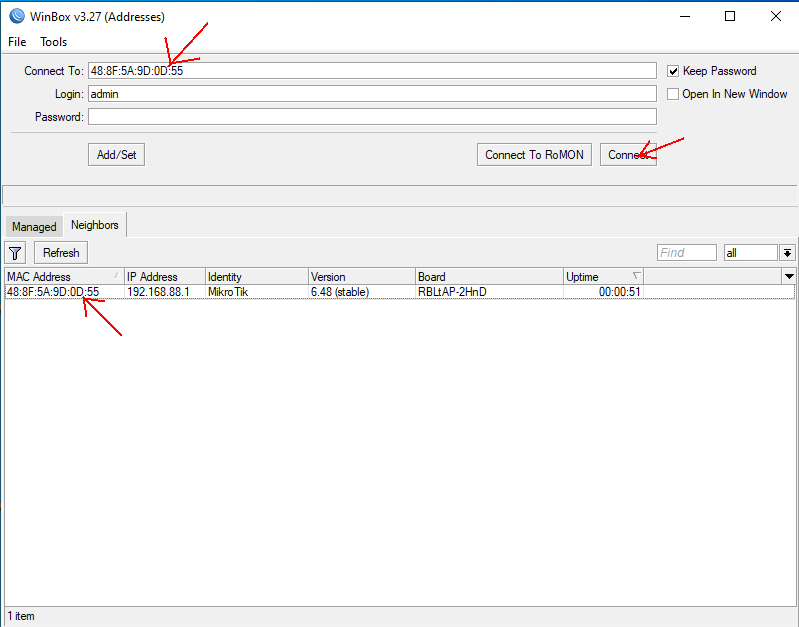 WinBox v3.27 (Addresses)
File Tools
Connect To: 48:8F:5A:9D:0D:55 Keep Password
Login: admin Open In New Window
Password:
Add/Set Connect To RoMON Connect
Managed Neighbors
Refresh Find all
MAC Address IP Address Identity Version Board Uptime
48:8F:5A:9D:0D:55 192.168.88.1 MikroTik 6.48 (stable) RBLtAP-2HnD 00:00:51
1 item